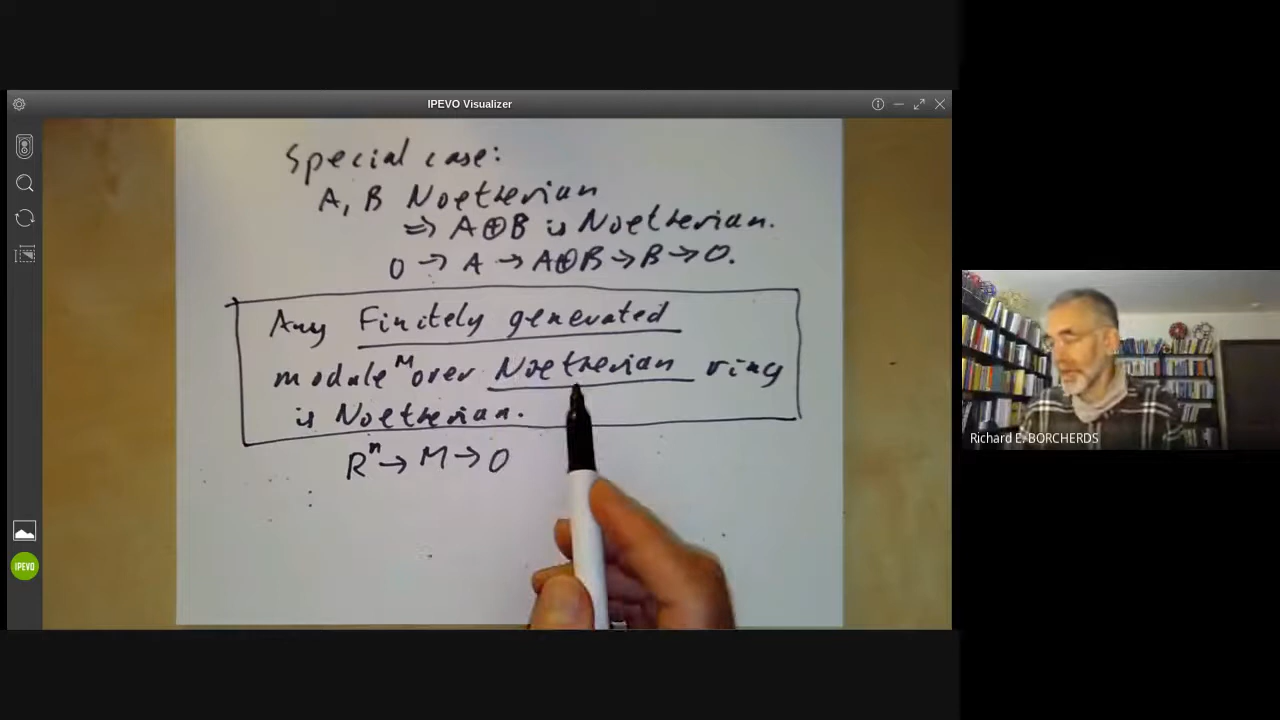 IPEVO Visualizer
Special case:
A, B Noetherian
⇒ A⊕B is Noetherian.
0 → A → A⊕B → B → 0.
Any Finitely generated
module M over Noetherian ring
is Noetherian.
Rⁿ → M → 0
IPEVO
Richard E. BORCHERDS